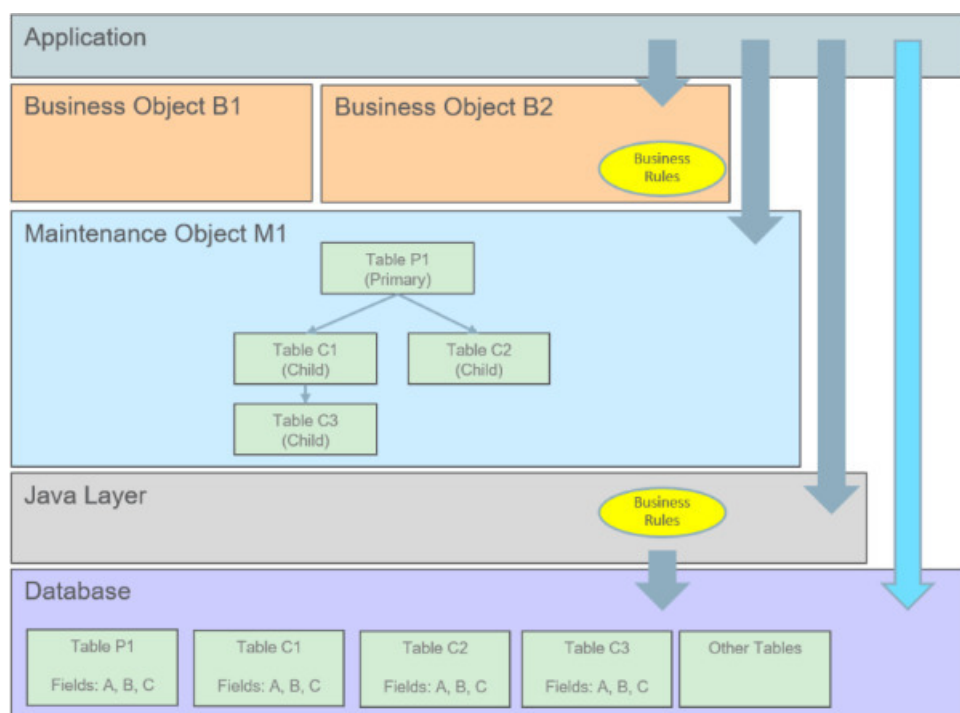 Application
Business Object B1
Business Object B2
Business
Rules
Maintenance Object M1
Table P1
(Primary)
Table C1
(Child)
Table C2
(Child)
Table C3
(Child)
Java Layer
Business
Rules
Database
Table P1
Fields: A, B, C
Table C1
Fields: A, B, C
Table C2
Fields: A, B, C
Table C3
Fields: A, B, C
Other Tables